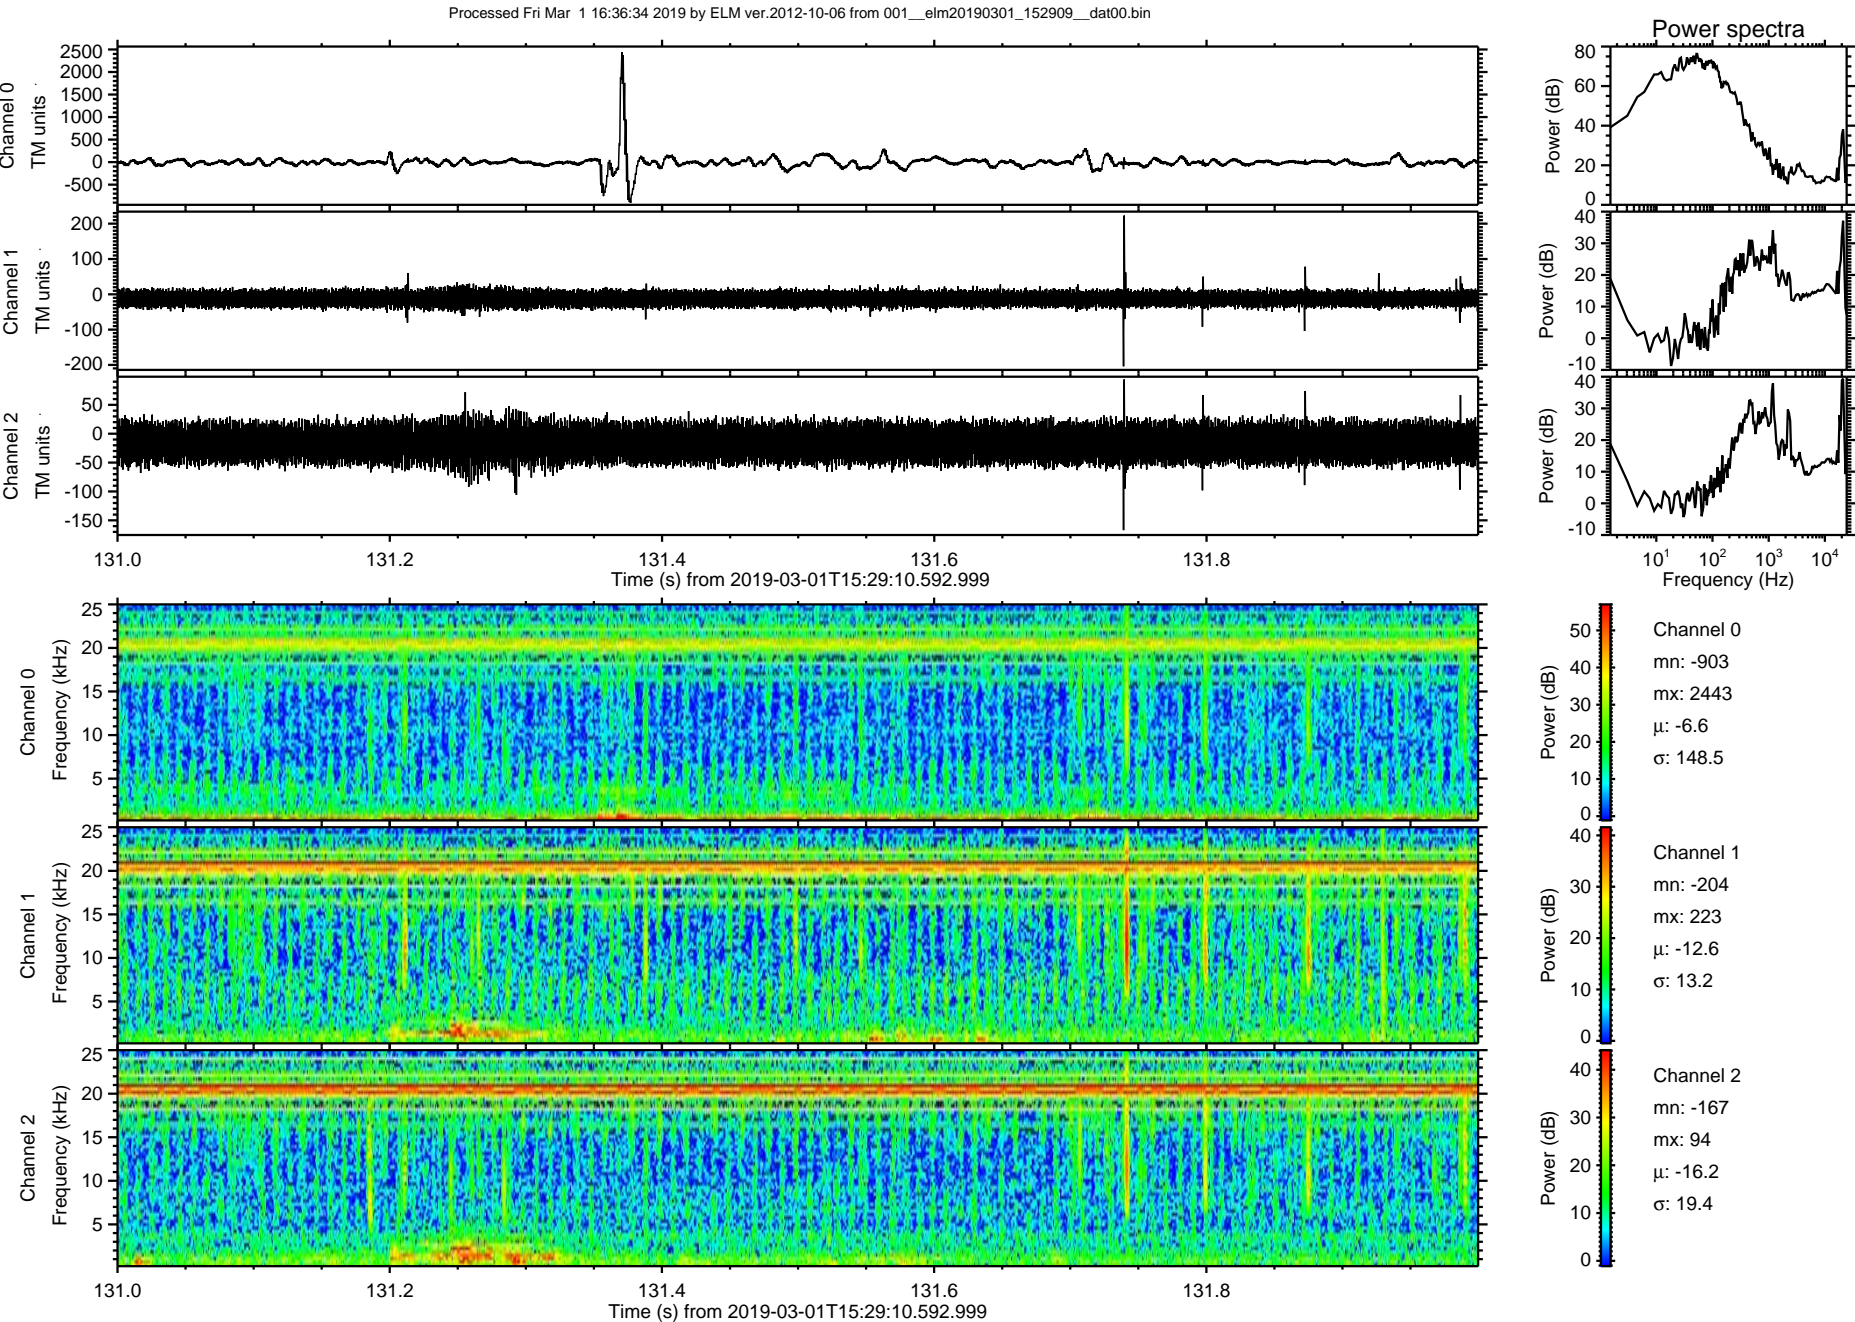 Processed Fri Mar  1 16:36:34 2019 by ELM ver.2012-10-06 from 001__elm20190301_152909__dat00.bin
Power spectra
Channel 0
TM units
2500
2000
1500
1000
500
0
-500
Power (dB)
80
60
40
20
0
Channel 1
TM units
200
100
0
-100
-200
Power (dB)
40
30
20
10
0
-10
Channel 2
TM units
50
0
-50
-100
-150
Power (dB)
40
30
20
10
0
-10
131.0 131.2 131.4 131.6 131.8
Time (s) from 2019-03-01T15:29:10.592.999
10^1 10^2 10^3 10^4
Frequency (Hz)
Channel 0
Frequency (kHz)
25
20
15
10
5
Power (dB)
50
40
30
20
10
0
Channel 0
mn: -903
mx: 2443
μ: -6.6
σ: 148.5
Channel 1
Frequency (kHz)
25
20
15
10
5
Power (dB)
40
30
20
10
0
Channel 1
mn: -204
mx: 223
μ: -12.6
σ: 13.2
Channel 2
Frequency (kHz)
25
20
15
10
5
Power (dB)
40
30
20
10
0
Channel 2
mn: -167
mx: 94
μ: -16.2
σ: 19.4
131.0 131.2 131.4 131.6 131.8
Time (s) from 2019-03-01T15:29:10.592.999